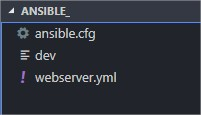 ANSIBLE_
ansible.cfg
dev
webserver.yml